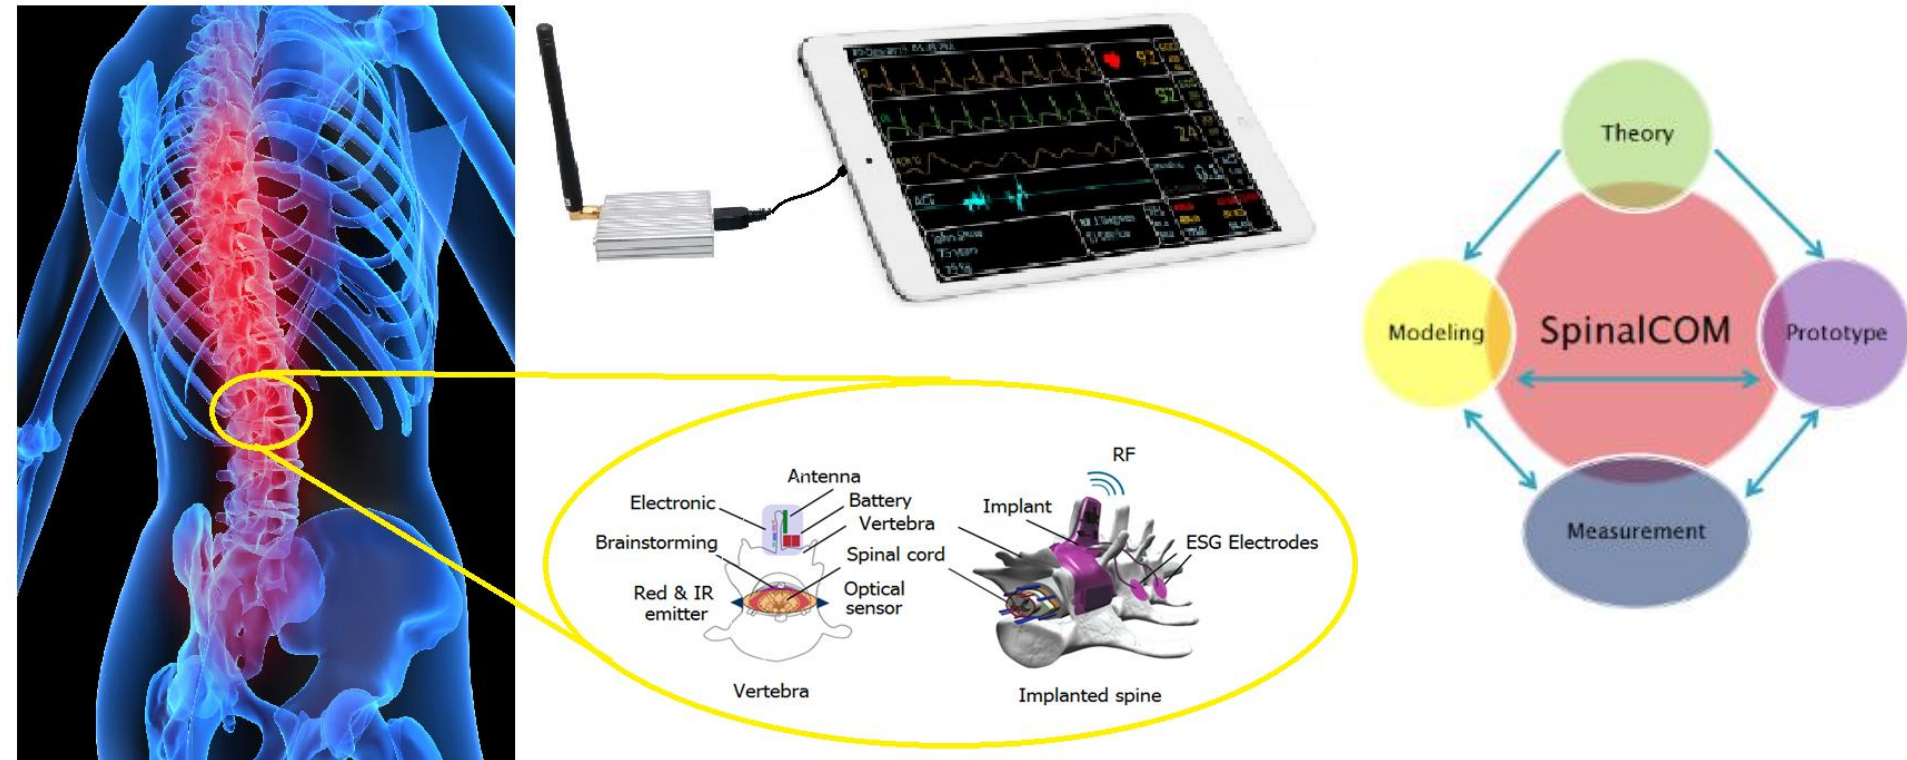 92
92
24
Antenna
Electronic
Battery
Vertebra
Brainstorming
Spinal cord
Red & IR
emitter
Optical
sensor
Vertebra
RF
Implant
ESG Electrodes
Implanted spine
Theory
Modeling
SpinalCOM
Prototype
Measurement